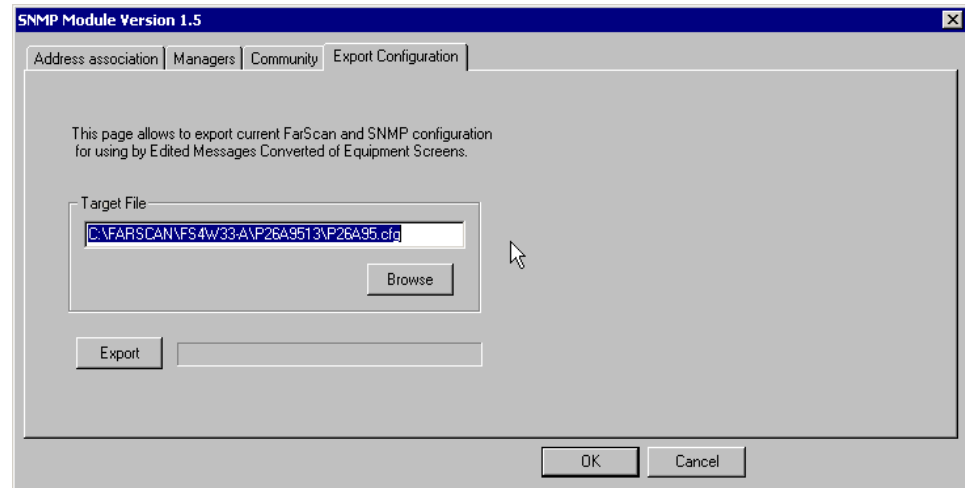 SNMP Module Version 1.5
Address association Managers Community Export Configuration
This page allows to export current FarScan and SNMP configuration
for using by Edited Messages Converted of Equipment Screens.
Target File
C:\FARSCAN\FS4W33-A\P26A9513\P26A95.cfg
Browse
Export
OK Cancel